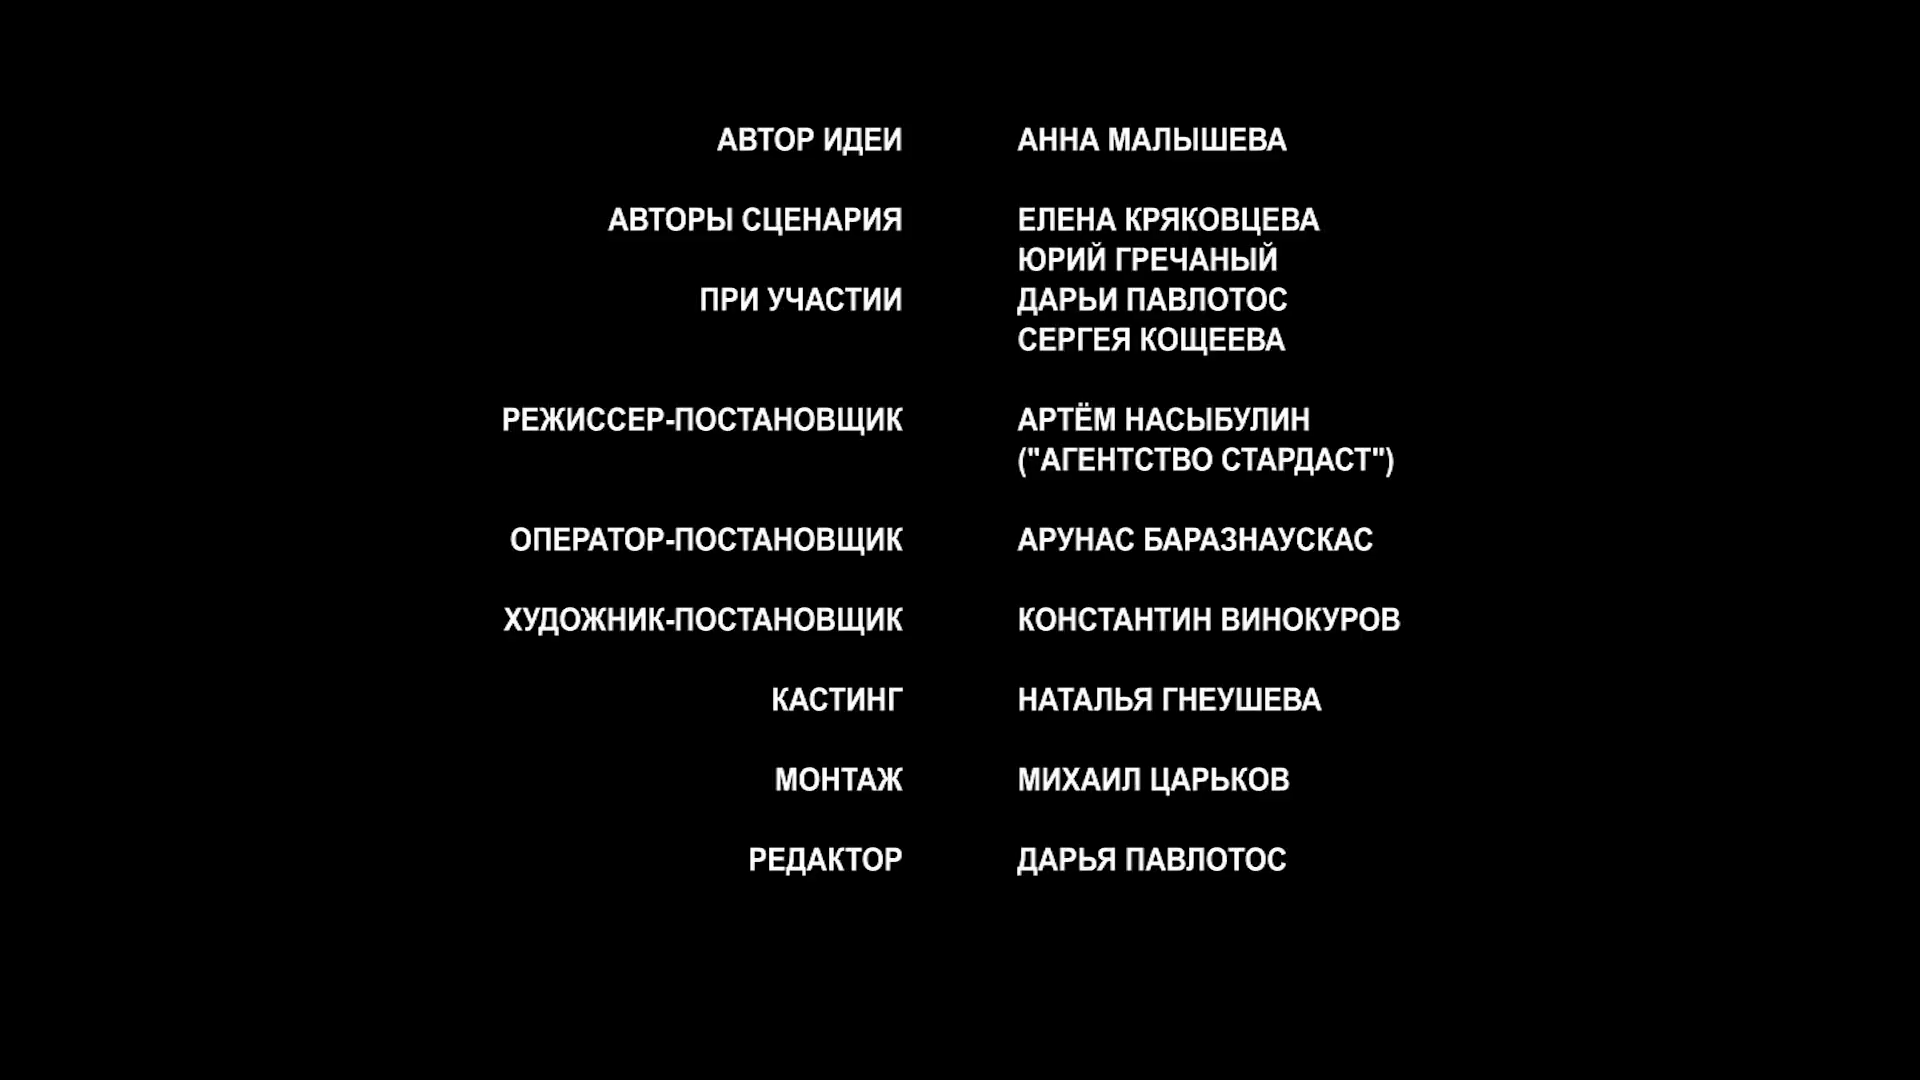 АВТОР ИДЕИ АННА МАЛЫШЕВА
АВТОРЫ СЦЕНАРИЯ ЕЛЕНА КРЯКОВЦЕВА
ЮРИЙ ГРЕЧАНЫЙ
ПРИ УЧАСТИИ ДАРЬИ ПАВЛОТОС
СЕРГЕЯ КОЩЕЕВА
РЕЖИССЕР-ПОСТАНОВЩИК АРТЁМ НАСЫБУЛИН
("АГЕНТСТВО СТАРДАСТ")
ОПЕРАТОР-ПОСТАНОВЩИК АРУНАС БАРАЗНАУСКАС
ХУДОЖНИК-ПОСТАНОВЩИК КОНСТАНТИН ВИНОКУРОВ
КАСТИНГ НАТАЛЬЯ ГНЕУШЕВА
МОНТАЖ МИХАИЛ ЦАРЬКОВ
РЕДАКТОР ДАРЬЯ ПАВЛОТОС